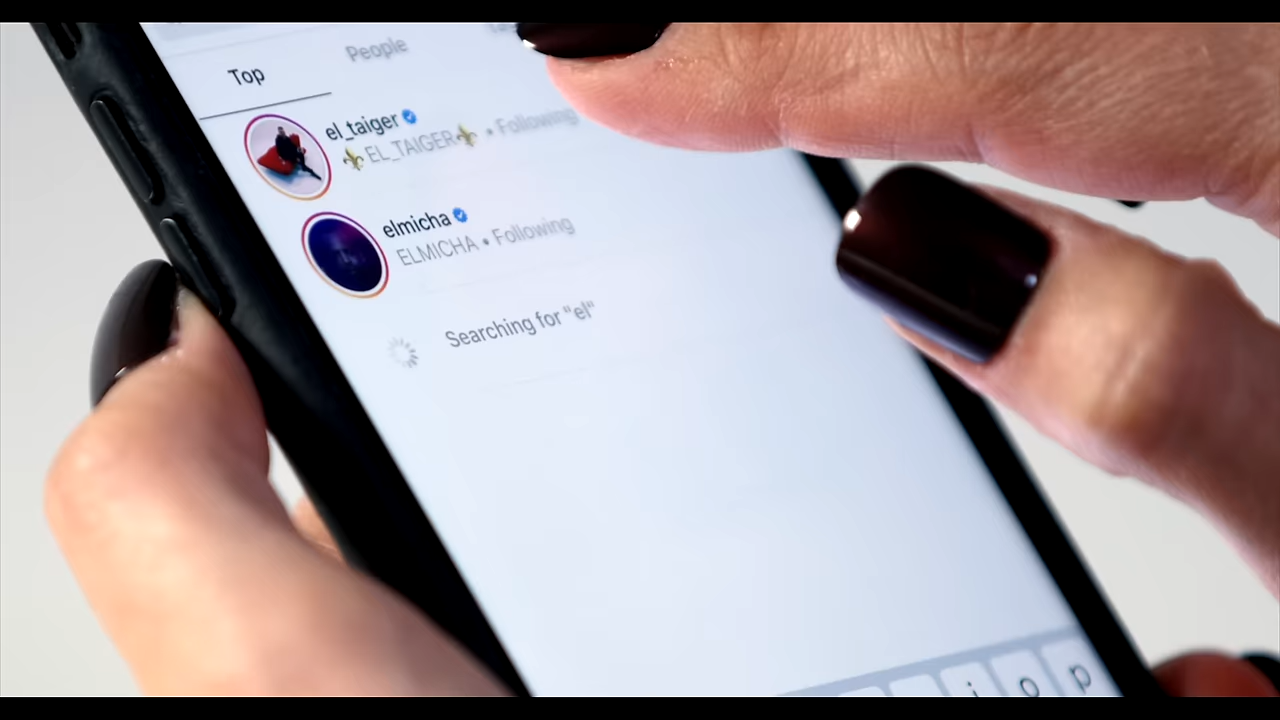 Top People
el_taiger
⚜️EL_TAIGER⚜️ • Following
elmicha
ELMICHA • Following
Searching for "el"
i o p